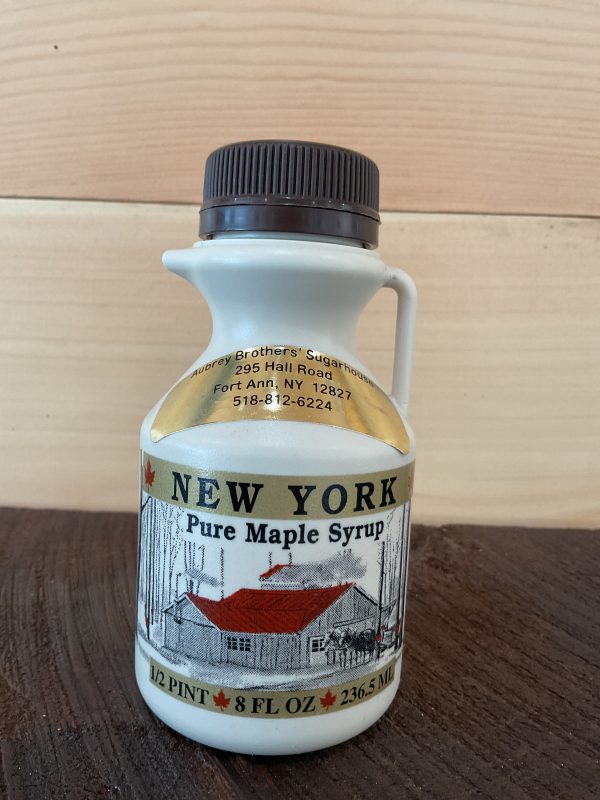 Aubrey Brothers' Sugarhouse
295 Hall Road
Fort Ann, NY 12827
518-812-6224
NEW YORK
Pure Maple Syrup
1/2 PINT 8 FL OZ 236.5 ML